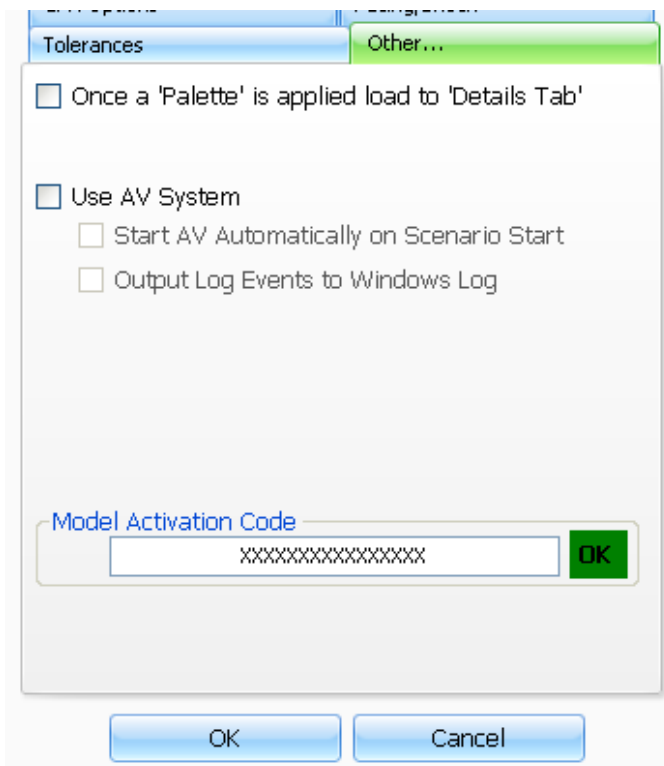 Tolerances
Other...
Once a 'Palette' is applied load to 'Details Tab'
Use AV System
Start AV Automatically on Scenario Start
Output Log Events to Windows Log
Model Activation Code
XXXXXXXXXXXXXXXX
OK
OK
Cancel